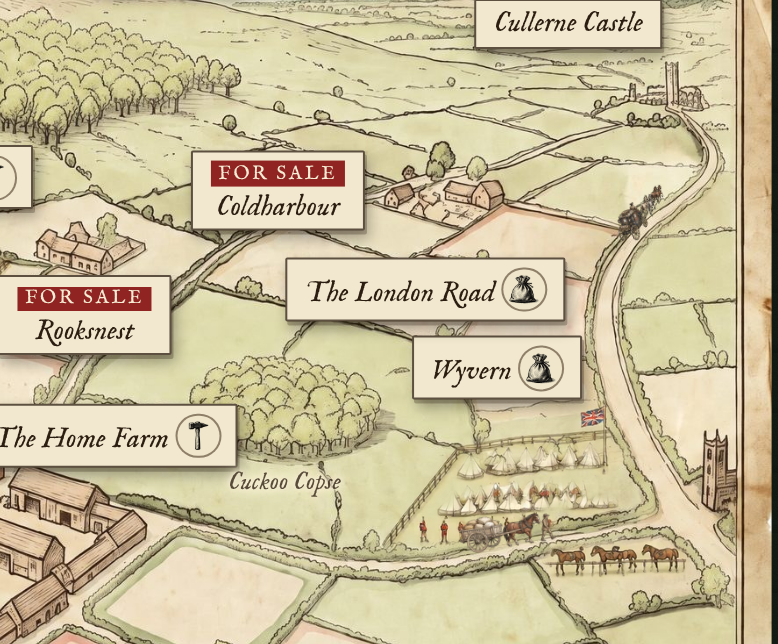 Cullerne Castle
FOR SALE
Coldharbour
The London Road
FOR SALE
Rooksnest
Wyvern
The Home Farm
Cuckoo Copse